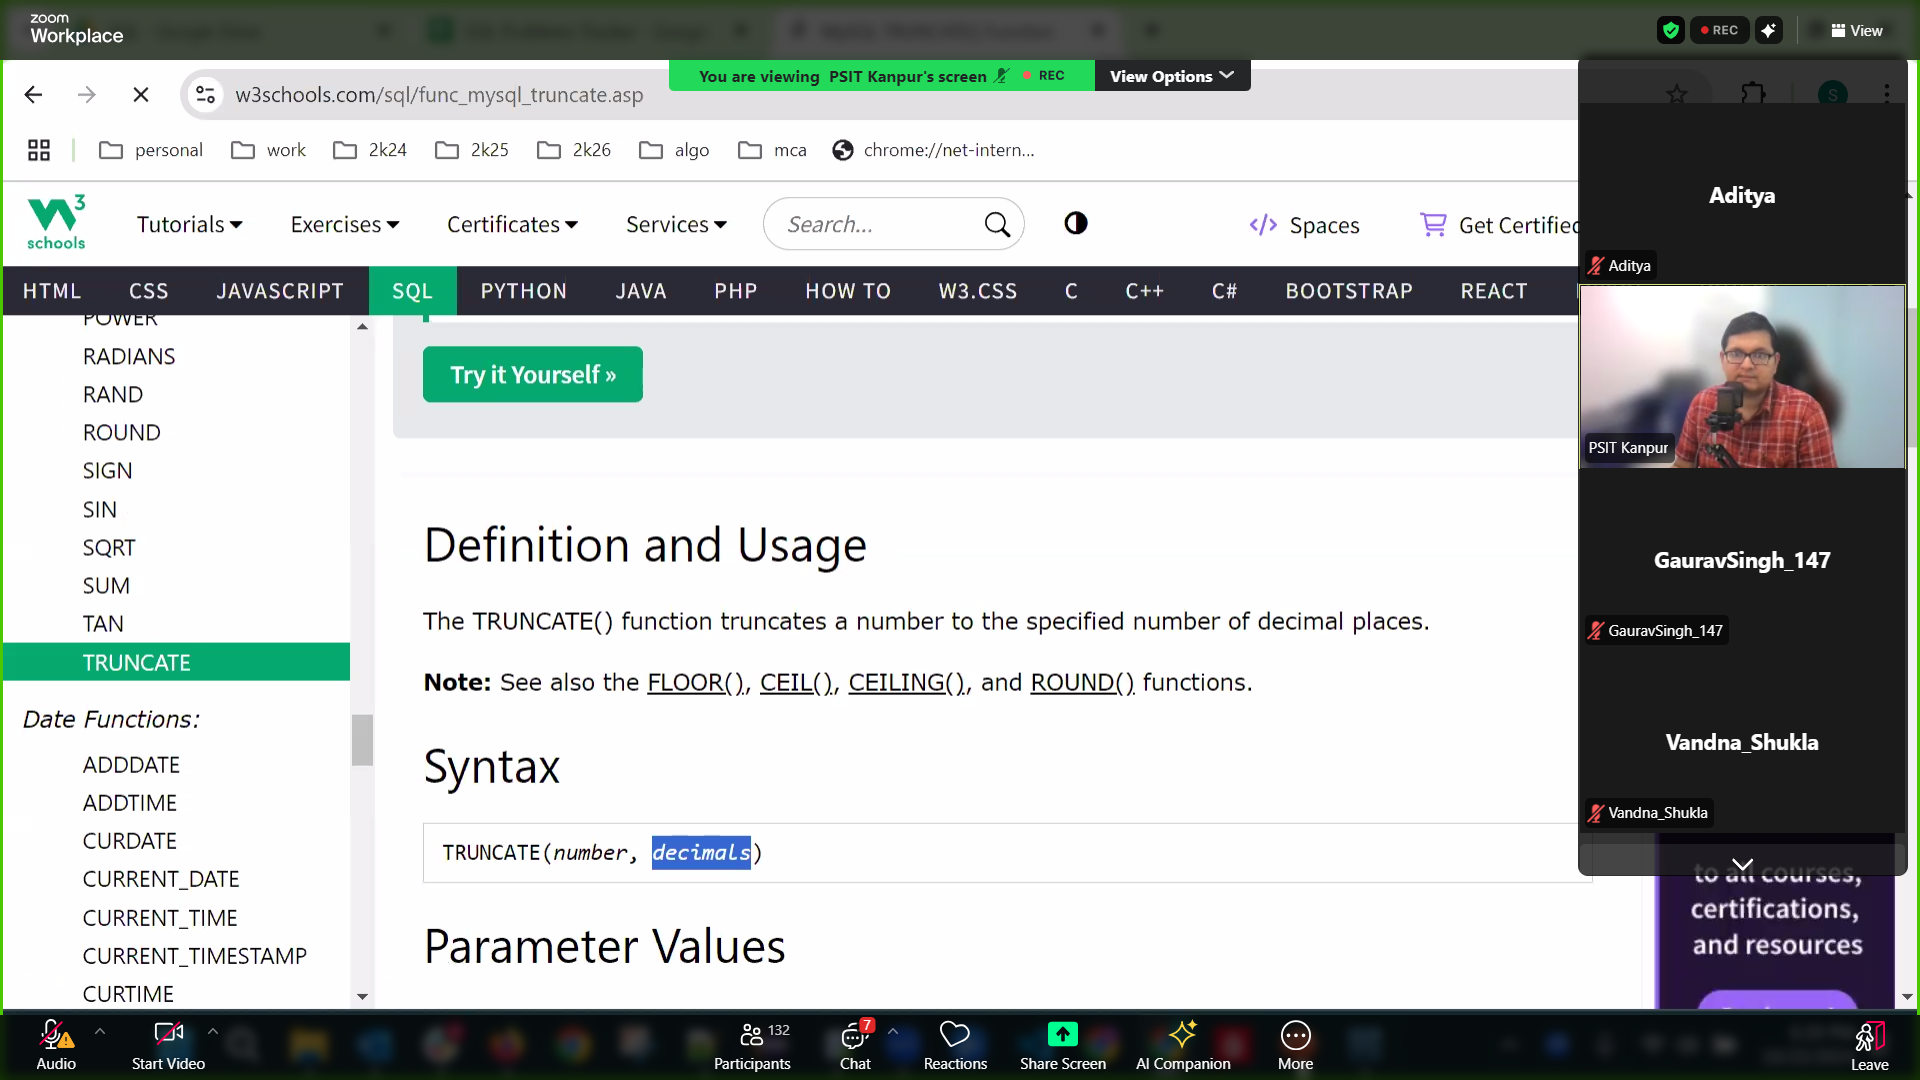 zoom
Workplace
REC
View
You are viewing PSIT Kanpur's screen REC
View Options
w3schools.com/sql/func_mysql_truncate.asp
S
personal
work
2k24
2k25
2k26
algo
mca
chrome://net-intern...
W3
schools
Tutorials
Exercises
Certificates
Services
Search...
Spaces
Get Certified
HTML
CSS
JAVASCRIPT
SQL
PYTHON
JAVA
PHP
HOW TO
W3.CSS
C
C++
C#
BOOTSTRAP
REACT
POWER
RADIANS
RAND
ROUND
SIGN
SIN
SQRT
SUM
TAN
TRUNCATE
Date Functions:
ADDDATE
ADDTIME
CURDATE
CURRENT_DATE
CURRENT_TIME
CURRENT_TIMESTAMP
CURTIME
Try it Yourself »
Definition and Usage
The TRUNCATE() function truncates a number to the specified number of decimal places.
Note: See also the FLOOR(), CEIL(), CEILING(), and ROUND() functions.
Syntax
TRUNCATE(number, decimals)
Parameter Values
Aditya
Aditya
PSIT Kanpur
GauravSingh_147
GauravSingh_147
Vandna_Shukla
Vandna_Shukla
to all courses,
certifications,
and resources
Audio
Start Video
Participants
132
Chat
7
Reactions
Share Screen
AI Companion
More
Leave